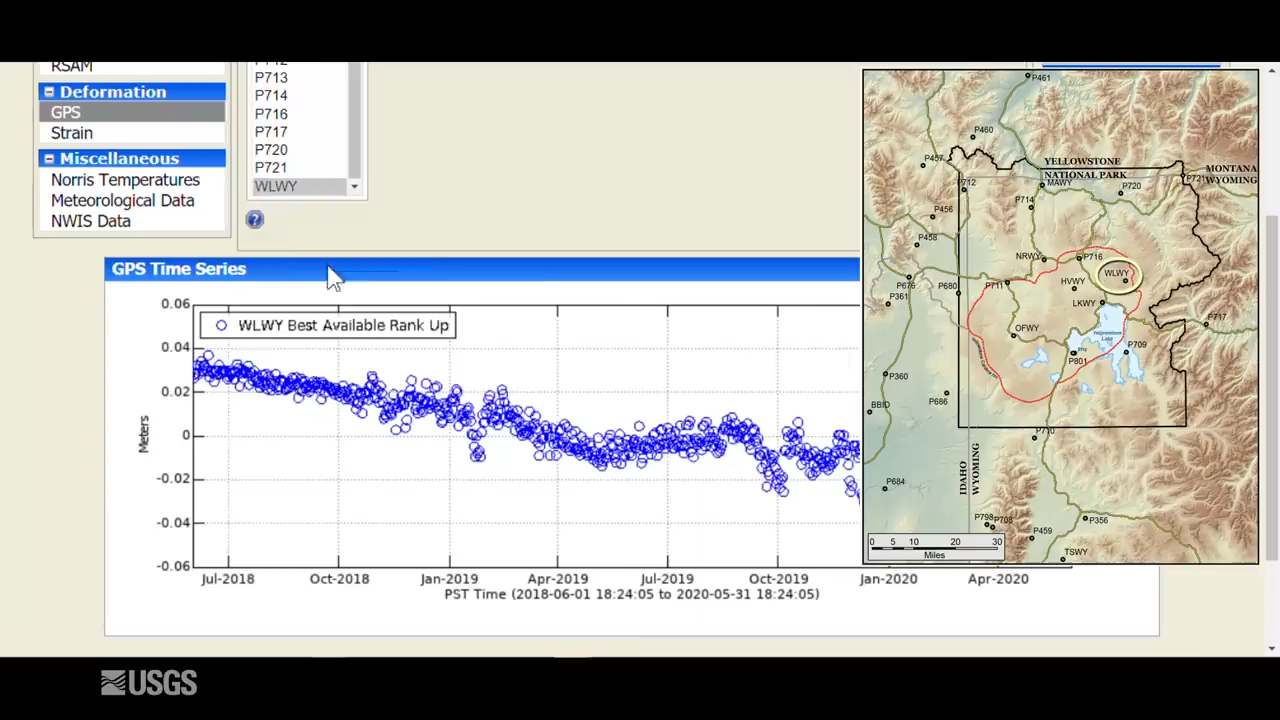 RSAM
Deformation
GPS
Strain
Miscellaneous
Norris Temperatures
Meteorological Data
NWIS Data
P713
P714
P716
P717
P720
P721
WLWY
GPS Time Series
WLWY Best Available Rank Up
0.06
0.04
0.02
0
-0.02
-0.04
-0.06
Meters
Jul-2018
Oct-2018
Jan-2019
Apr-2019
Jul-2019
Oct-2019
Jan-2020
Apr-2020
PST Time (2018-06-01 18:24:05 to 2020-05-31 18:24:05)
P461
P460
P457
YELLOWSTONE
NATIONAL PARK
MONTANA
WYOMING
P712
MAWY
P720
P721
P714
P456
P458
NRWY
P716
WLWY
P676
P680
P711
HVWY
P361
LKWY
P717
OFWY
Yellowstone
Lake
P709
P801
P360
P686
BBID
P710
IDAHO
WYOMING
P684
P798
P708
P459
P356
TSWY
0 5 10 20 30
Miles
USGS